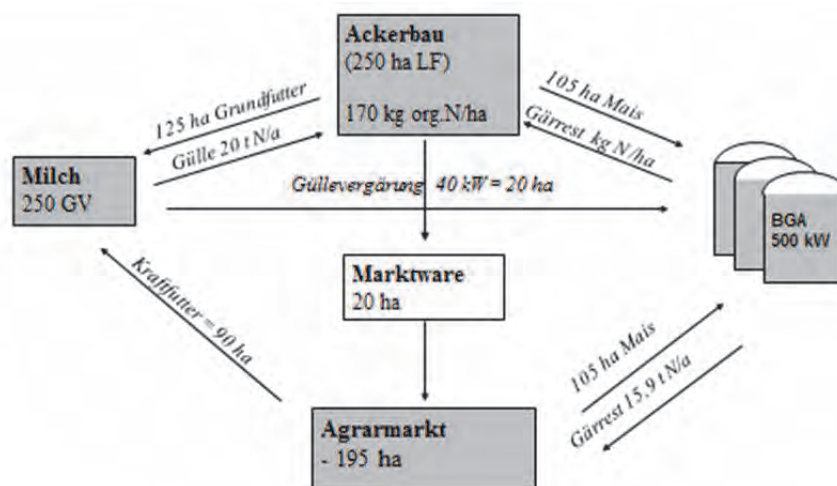 Ackerbau
(250 ha LF)
170 kg org.N/ha
125 ha Grundfutter
Gülle 20 t N/a
105 ha Mais
Gärrest kg N/ha
Milch
250 GV
Güllevergärung 40 kW = 20 ha
BGA
500 kW
Marktware
20 ha
Kraftfutter = 90 ha
105 ha Mais
Gärrest 15,9 t N/a
Agrarmarkt
- 195 ha